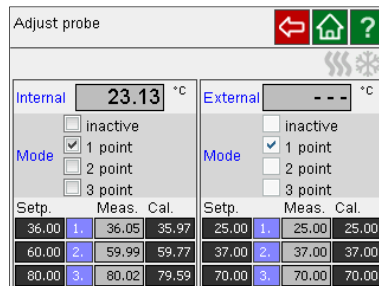 Adjust probe ?
Internal 23.13 °C External --- °C
Mode inactive Mode inactive
1 point 1 point
2 point 2 point
3 point 3 point
Setp. Meas. Cal. Setp. Meas. Cal.
36.00 1. 36.05 35.97 25.00 1. 25.00 25.00
60.00 2. 59.99 59.77 37.00 2. 37.00 37.00
80.00 3. 80.02 79.59 70.00 3. 70.00 70.00